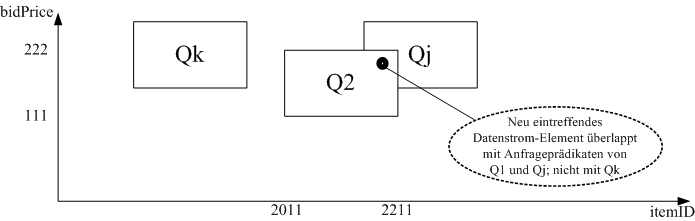 bidPrice
222
111
Qk
Q2
Qj
Neu eintreffendes
Datenstrom-Element überlappt
mit Anfrageprädikaten von
Q1 und Qj; nicht mit Qk
2011
2211
itemID